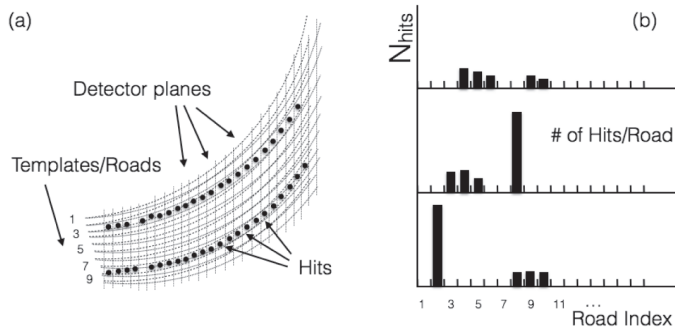 (a)
Detector planes
Templates/Roads
1
3
5
7
9
Hits
(b)
Nhits
# of Hits/Road
1 3 5 7 9 11 ...
Road Index